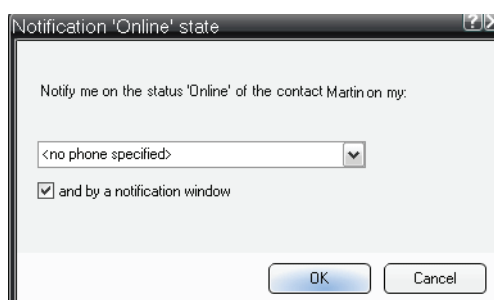 Notification 'Online' state
Notify me on the status 'Online' of the contact Martin on my:
<no phone specified>
and by a notification window
OK
Cancel